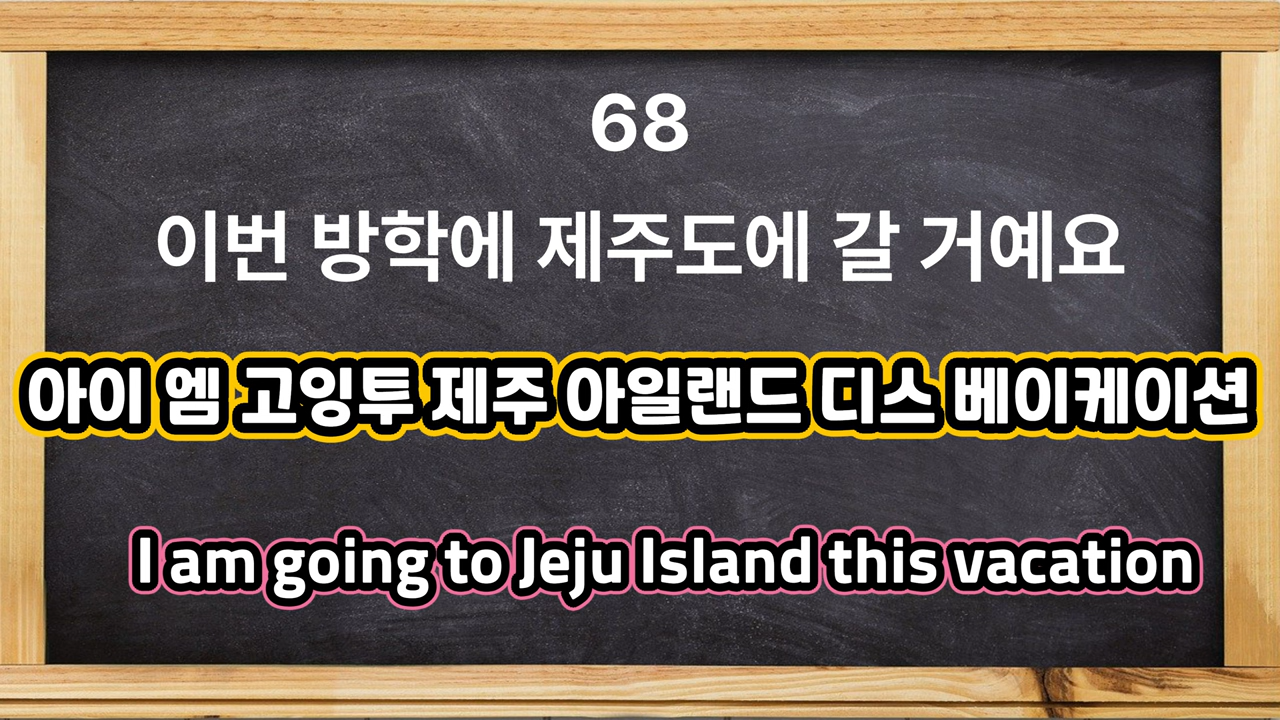 68
이번 방학에 제주도에 갈 거예요
아이 엠 고잉투 제주 아일랜드 디스 베이케이션
I am going to Jeju Island this vacation